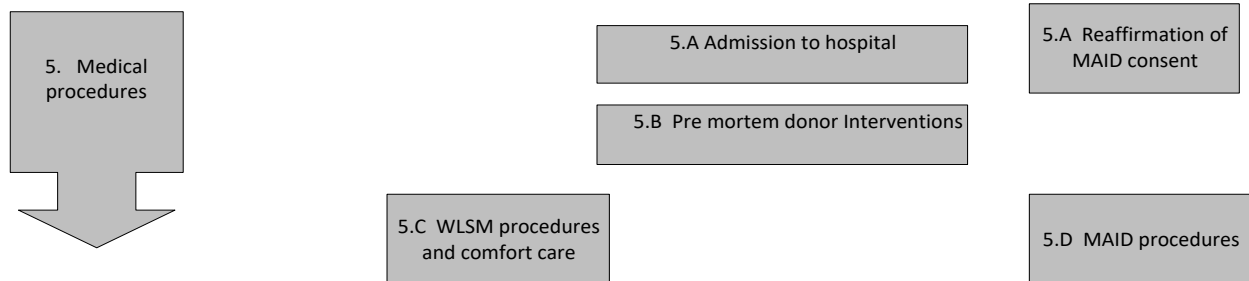 5. Medical
procedures
5.A Admission to hospital
5.A Reaffirmation of
MAID consent
5.B Pre mortem donor Interventions
5.C WLSM procedures
and comfort care
5.D MAID procedures